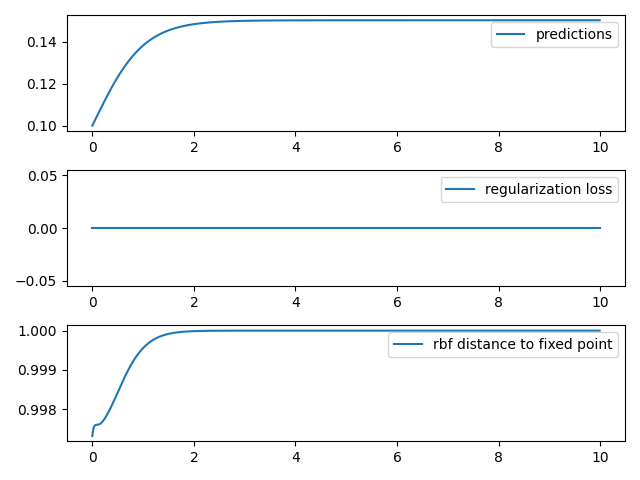 0.14
0.12
0.10
predictions
0 2 4 6 8 10
0.05
0.00
−0.05
regularization loss
0 2 4 6 8 10
1.000
0.999
0.998
rbf distance to fixed point
0 2 4 6 8 10